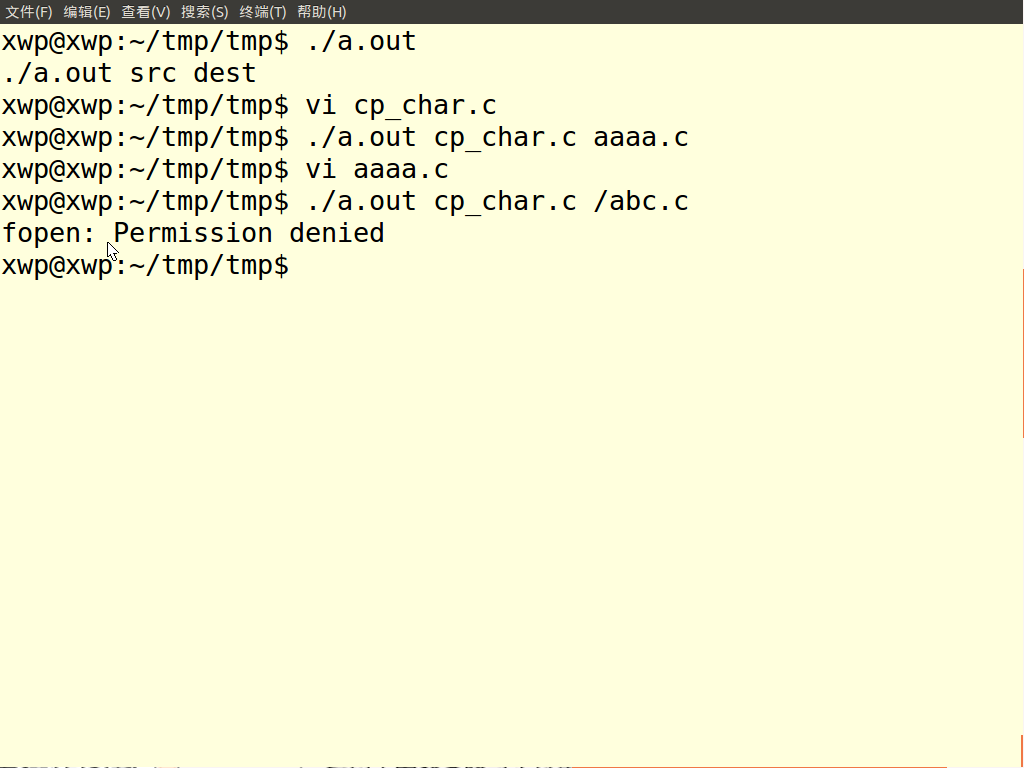 文件(F) 编辑(E) 查看(V) 搜索(S) 终端(T) 帮助(H)
xwp@xwp:~/tmp/tmp$ ./a.out
./a.out src dest
xwp@xwp:~/tmp/tmp$ vi cp_char.c
xwp@xwp:~/tmp/tmp$ ./a.out cp_char.c aaaa.c
xwp@xwp:~/tmp/tmp$ vi aaaa.c
xwp@xwp:~/tmp/tmp$ ./a.out cp_char.c /abc.c
fopen: Permission denied
xwp@xwp:~/tmp/tmp$